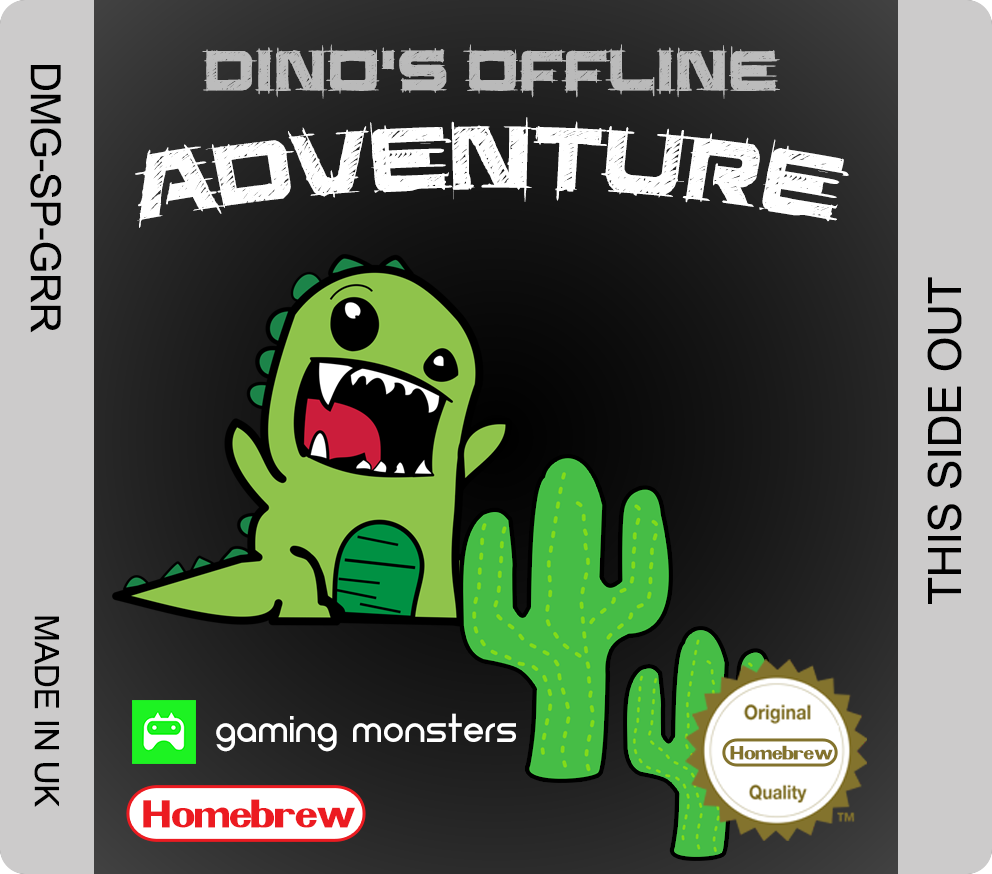 DINO'S OFFLINE
ADVENTURE
DMG-SP-GRR
MADE IN UK
THIS SIDE OUT
gaming monsters
Homebrew
Original
Homebrew
Quality
TM